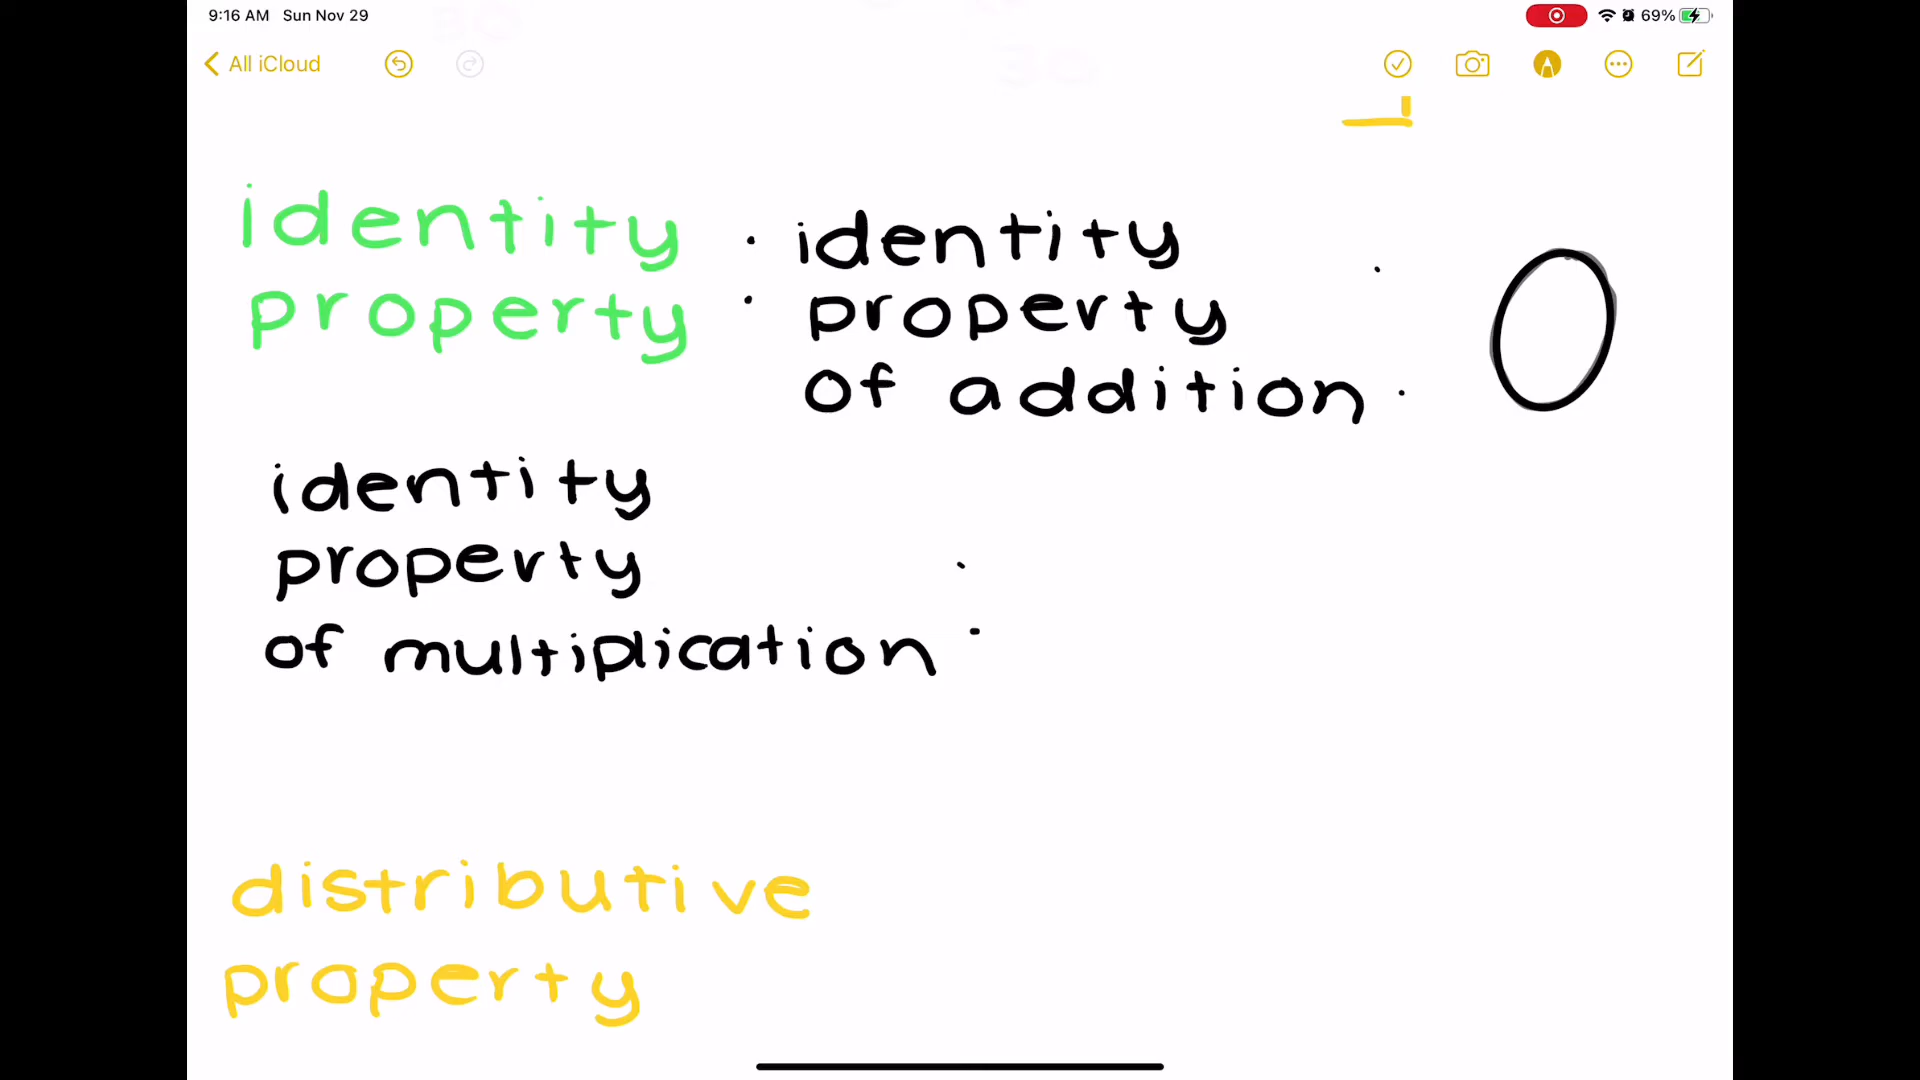 9:16 AM Sun Nov 29
69%
All iCloud
identity
property :
identity
property
of addition :
0
identity
property
of multiplication :
distributive
property